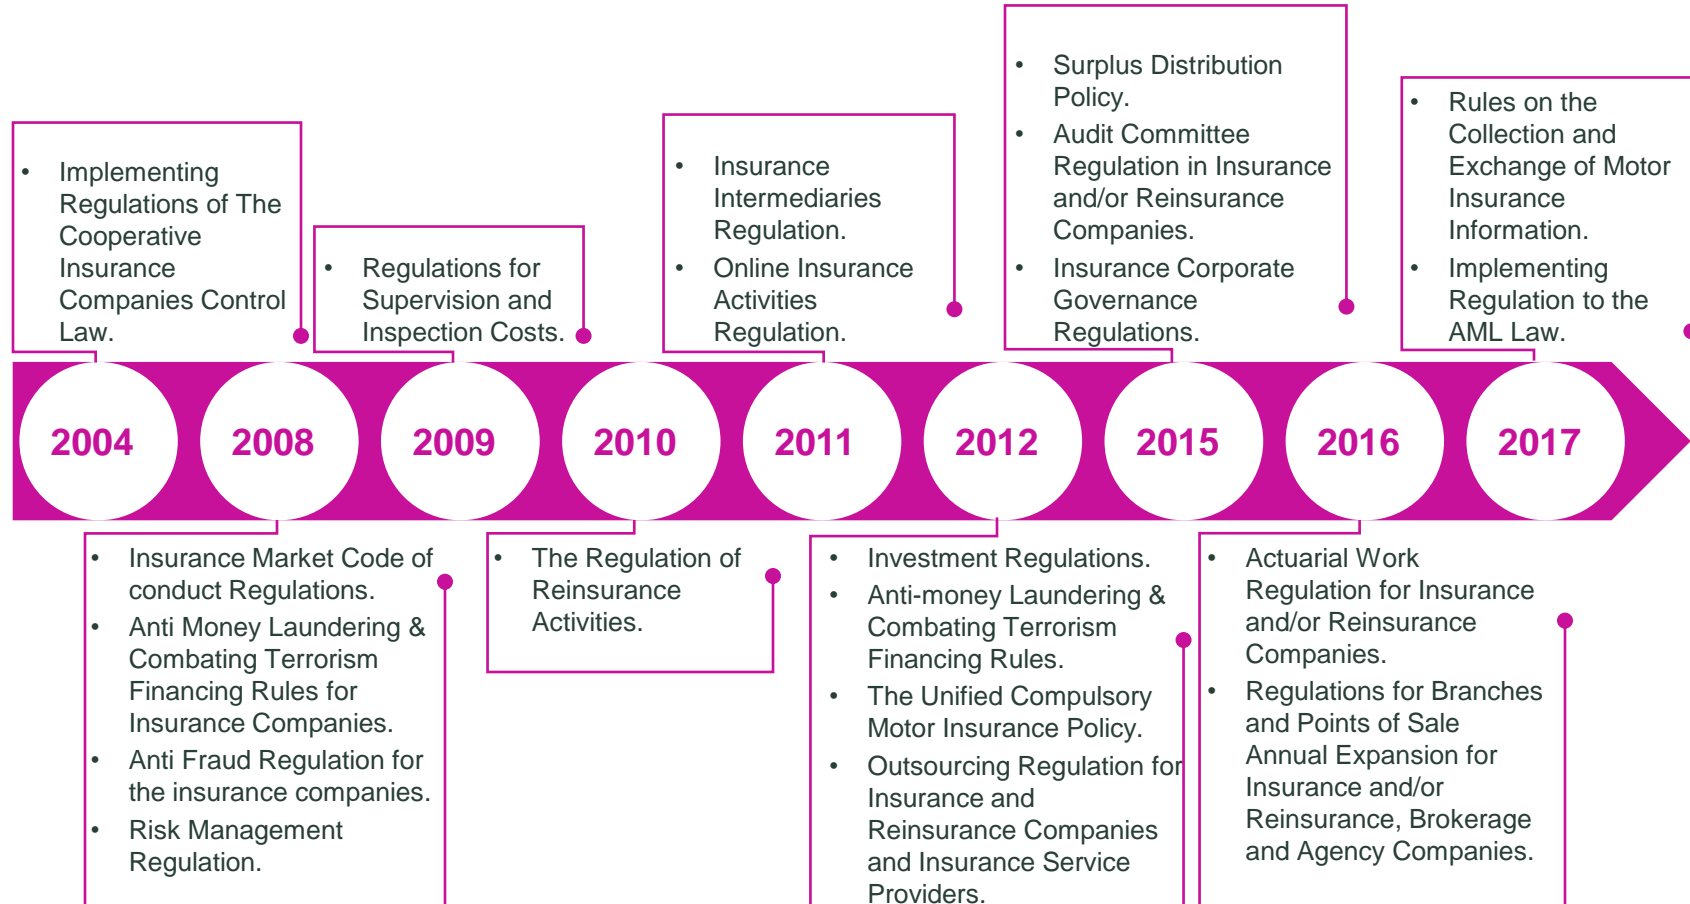 • Implementing
Regulations of The
Cooperative
Insurance
Companies Control
Law.
• Regulations for
Supervision and
Inspection Costs.
• Insurance
Intermediaries
Regulation.
• Online Insurance
Activities
Regulation.
• Surplus Distribution
Policy.
• Audit Committee
Regulation in Insurance
and/or Reinsurance
Companies.
• Insurance Corporate
Governance
Regulations.
• Rules on the
Collection and
Exchange of Motor
Insurance
Information.
• Implementing
Regulation to the
AML Law.
2004
2008
2009
2010
2011
2012
2015
2016
2017
• Insurance Market Code of
conduct Regulations.
• Anti Money Laundering &
Combating Terrorism
Financing Rules for
Insurance Companies.
• Anti Fraud Regulation for
the insurance companies.
• Risk Management
Regulation.
• The Regulation of
Reinsurance
Activities.
• Investment Regulations.
• Anti-money Laundering &
Combating Terrorism
Financing Rules.
• The Unified Compulsory
Motor Insurance Policy.
• Outsourcing Regulation for
Insurance and
Reinsurance Companies
and Insurance Service
Providers.
• Actuarial Work
Regulation for Insurance
and/or Reinsurance
Companies.
• Regulations for Branches
and Points of Sale
Annual Expansion for
Insurance and/or
Reinsurance, Brokerage
and Agency Companies.